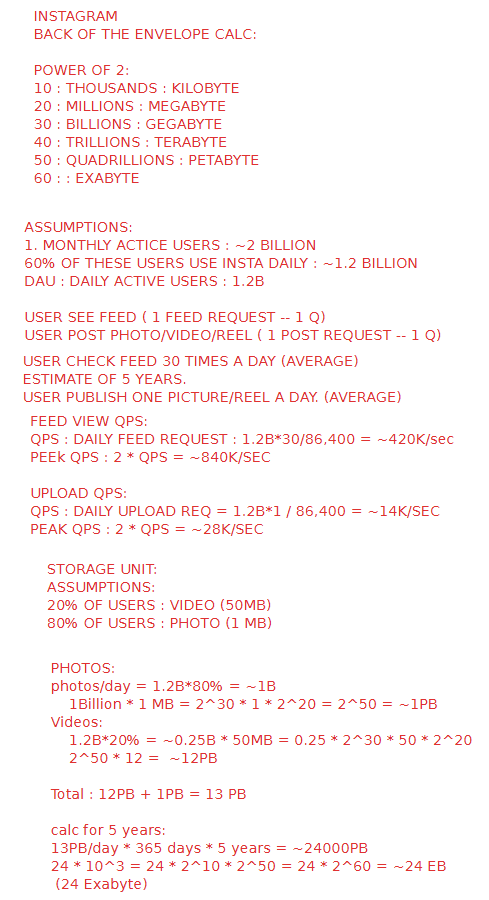 INSTAGRAM
BACK OF THE ENVELOPE CALC:
POWER OF 2:
10 : THOUSANDS : KILOBYTE
20 : MILLIONS : MEGABYTE
30 : BILLIONS : GEGABYTE
40 : TRILLIONS : TERABYTE
50 : QUADRILLIONS : PETABYTE
60 : : EXABYTE
ASSUMPTIONS:
1. MONTHLY ACTICE USERS : ~2 BILLION
60% OF THESE USERS USE INSTA DAILY : ~1.2 BILLION
DAU : DAILY ACTIVE USERS : 1.2B
USER SEE FEED ( 1 FEED REQUEST -- 1 Q)
USER POST PHOTO/VIDEO/REEL ( 1 POST REQUEST -- 1 Q)
USER CHECK FEED 30 TIMES A DAY (AVERAGE)
ESTIMATE OF 5 YEARS.
USER PUBLISH ONE PICTURE/REEL A DAY. (AVERAGE)
FEED VIEW QPS:
QPS : DAILY FEED REQUEST : 1.2B*30/86,400 = ~420K/sec
PEEk QPS : 2 * QPS = ~840K/SEC
UPLOAD QPS:
QPS : DAILY UPLOAD REQ = 1.2B*1 / 86,400 = ~14K/SEC
PEAK QPS : 2 * QPS = ~28K/SEC
STORAGE UNIT:
ASSUMPTIONS:
20% OF USERS : VIDEO (50MB)
80% OF USERS : PHOTO (1 MB)
PHOTOS:
photos/day = 1.2B*80% = ~1B
1Billion * 1 MB = 2^30 * 1 * 2^20 = 2^50 = ~1PB
Videos:
1.2B*20% = ~0.25B * 50MB = 0.25 * 2^30 * 50 * 2^20
2^50 * 12 =  ~12PB
Total : 12PB + 1PB = 13 PB
calc for 5 years:
13PB/day * 365 days * 5 years = ~24000PB
24 * 10^3 = 24 * 2^10 * 2^50 = 24 * 2^60 = ~24 EB
(24 Exabyte)